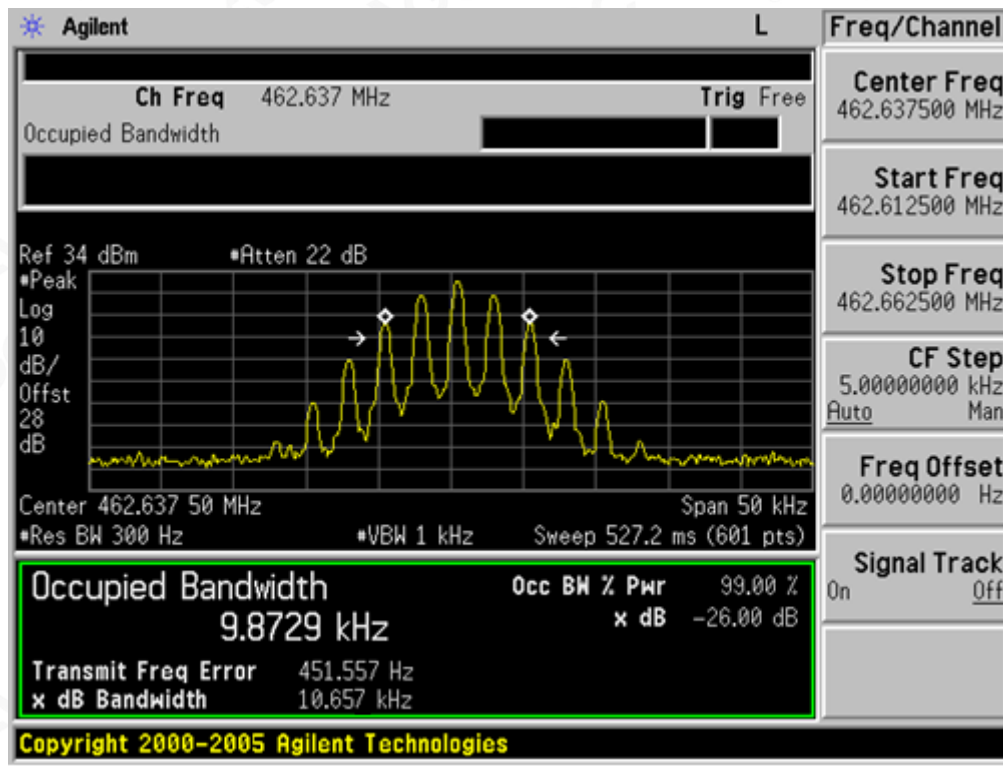 Agilent L
Freq/Channel
Ch Freq 462.637 MHz Trig Free
Occupied Bandwidth
Center Freq
462.637500 MHz
Start Freq
462.612500 MHz
Stop Freq
462.662500 MHz
CF Step
5.00000000 kHz
Auto Man
Freq Offset
0.00000000 Hz
Signal Track
On Off
Ref 34 dBm #Atten 22 dB
#Peak
Log
10
dB/
Offst
28
dB
Center 462.637 50 MHz Span 50 kHz
#Res BW 300 Hz #VBW 1 kHz Sweep 527.2 ms (601 pts)
Occupied Bandwidth Occ BW % Pwr 99.00 %
9.8729 kHz x dB -26.00 dB
Transmit Freq Error 451.557 Hz
x dB Bandwidth 10.657 kHz
Copyright 2000-2005 Agilent Technologies